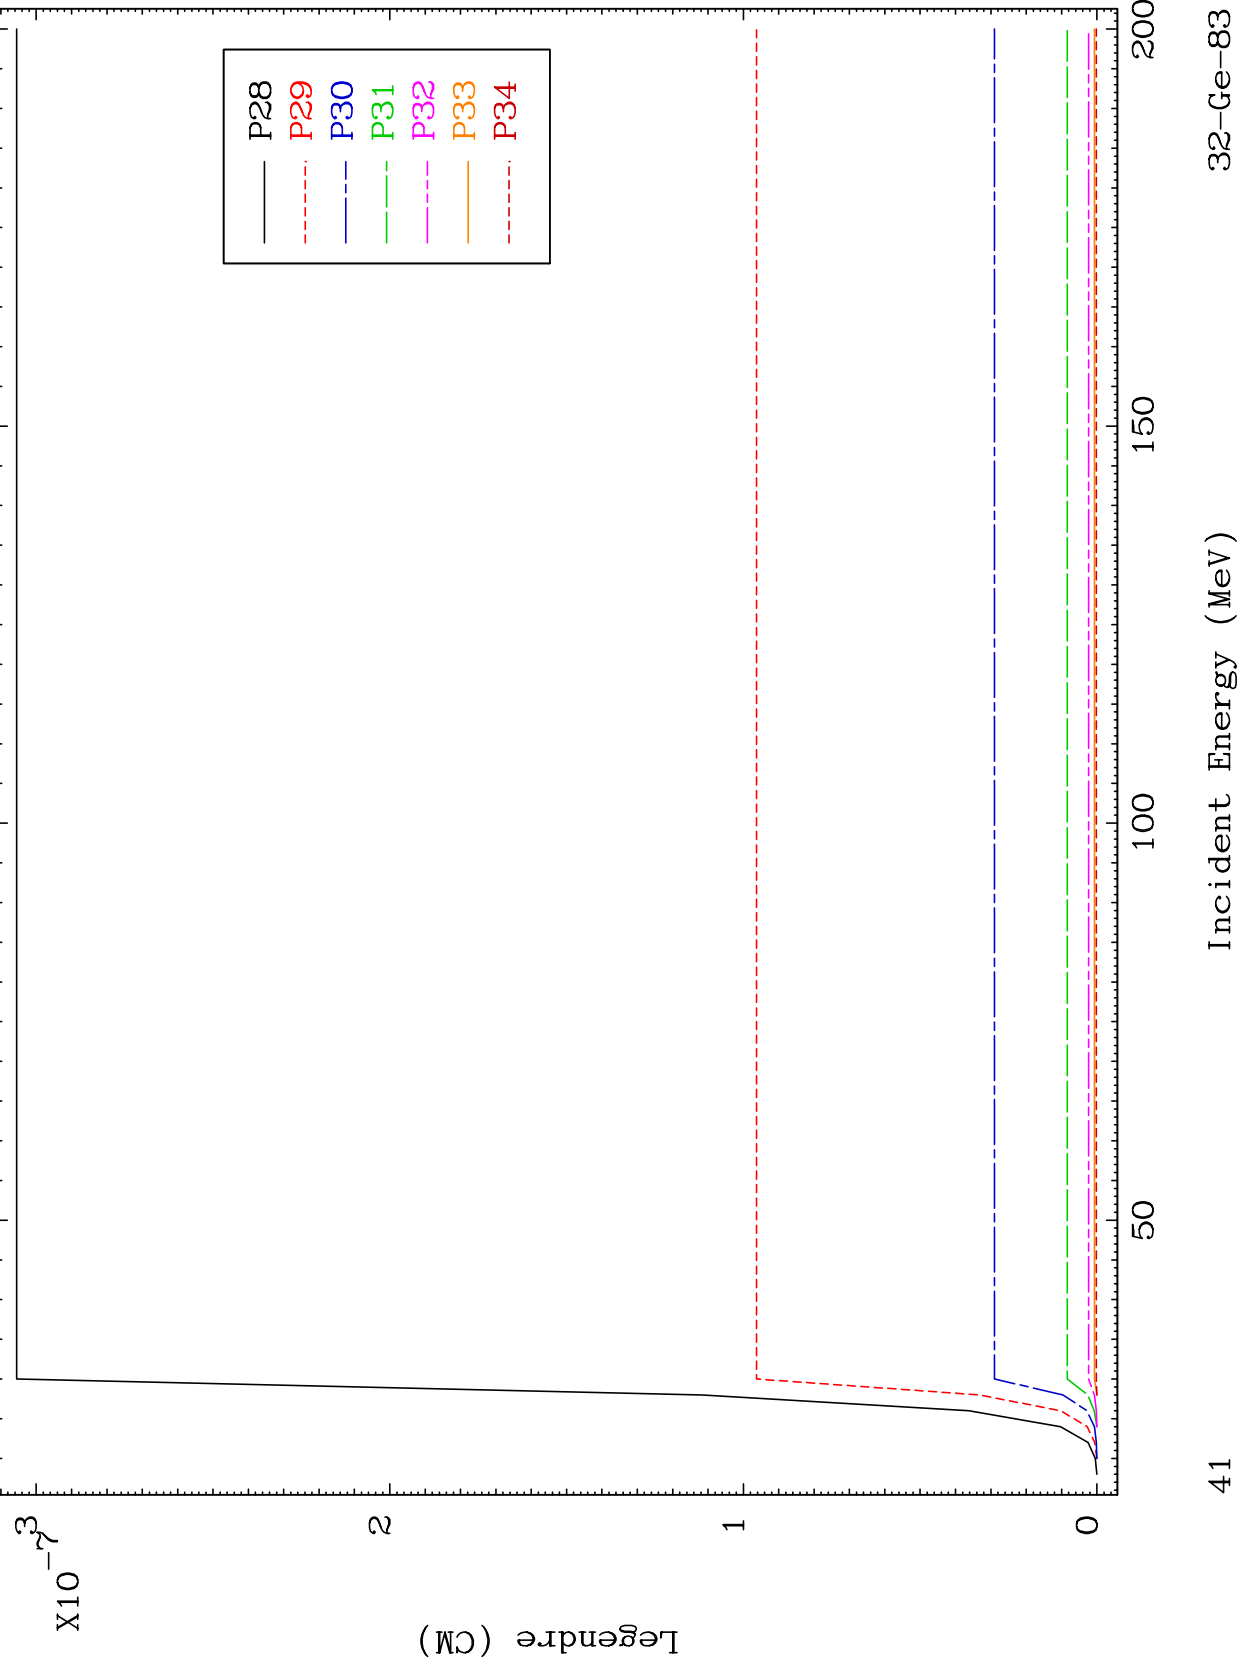 3
X10^-7
2
1
0
Legendre (CM)
P28
P29
P30
P31
P32
P33
P34
50
100
150
200
Incident Energy (MeV)
41
32-Ge-83